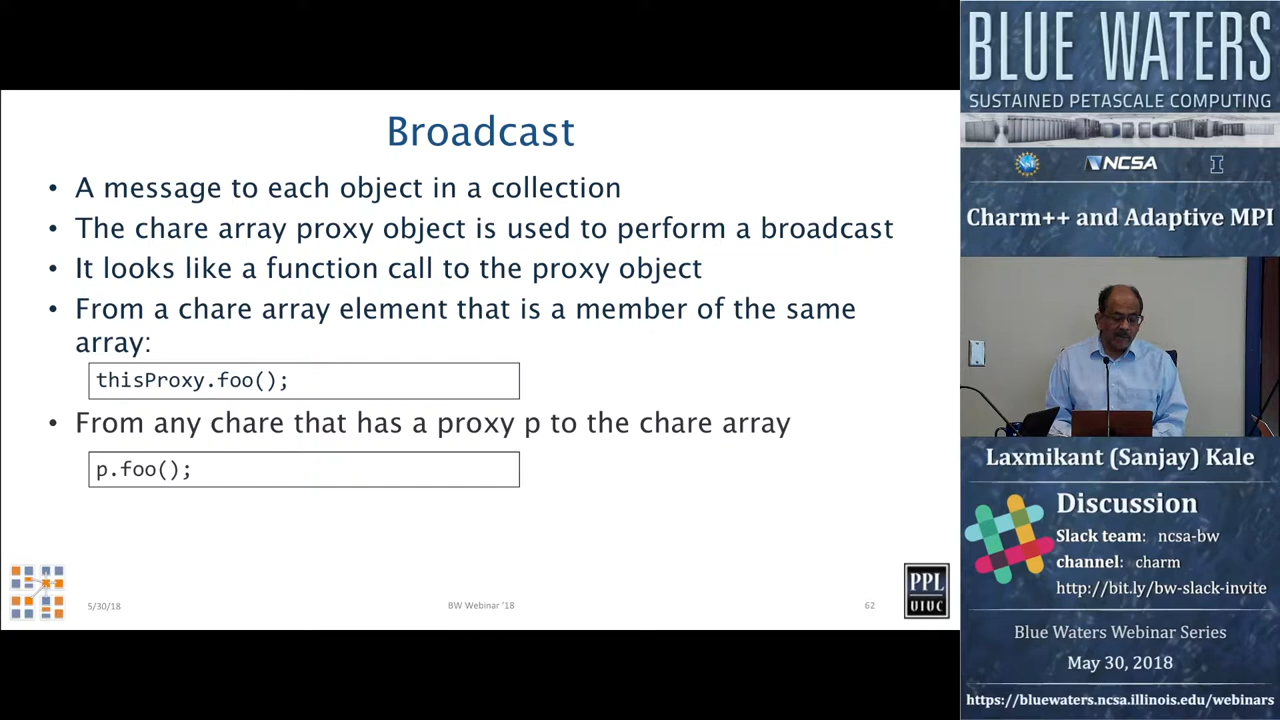 Broadcast
• A message to each object in a collection
• The chare array proxy object is used to perform a broadcast
• It looks like a function call to the proxy object
• From a chare array element that is a member of the same
array:
thisProxy.foo();
• From any chare that has a proxy p to the chare array
p.foo();
5/30/18
BW Webinar '18
62
PPL
UIUC
BLUE WATERS
SUSTAINED PETASCALE COMPUTING
NSF
NCSA
I
Charm++ and Adaptive MPI
Laxmikant (Sanjay) Kale
Discussion
Slack team: ncsa-bw
channel: charm
http://bit.ly/bw-slack-invite
Blue Waters Webinar Series
May 30, 2018
https://bluewaters.ncsa.illinois.edu/webinars